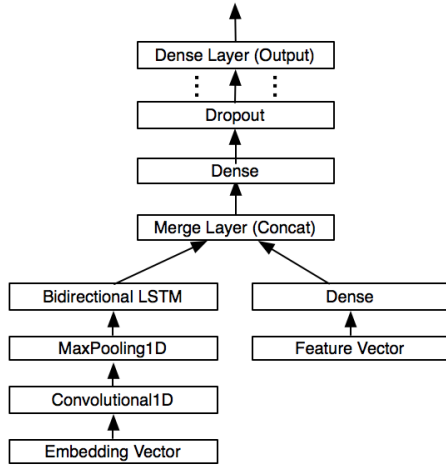 Dense Layer (Output)
Dropout
Dense
Merge Layer (Concat)
Bidirectional LSTM
Dense
MaxPooling1D
Feature Vector
Convolutional1D
Embedding Vector